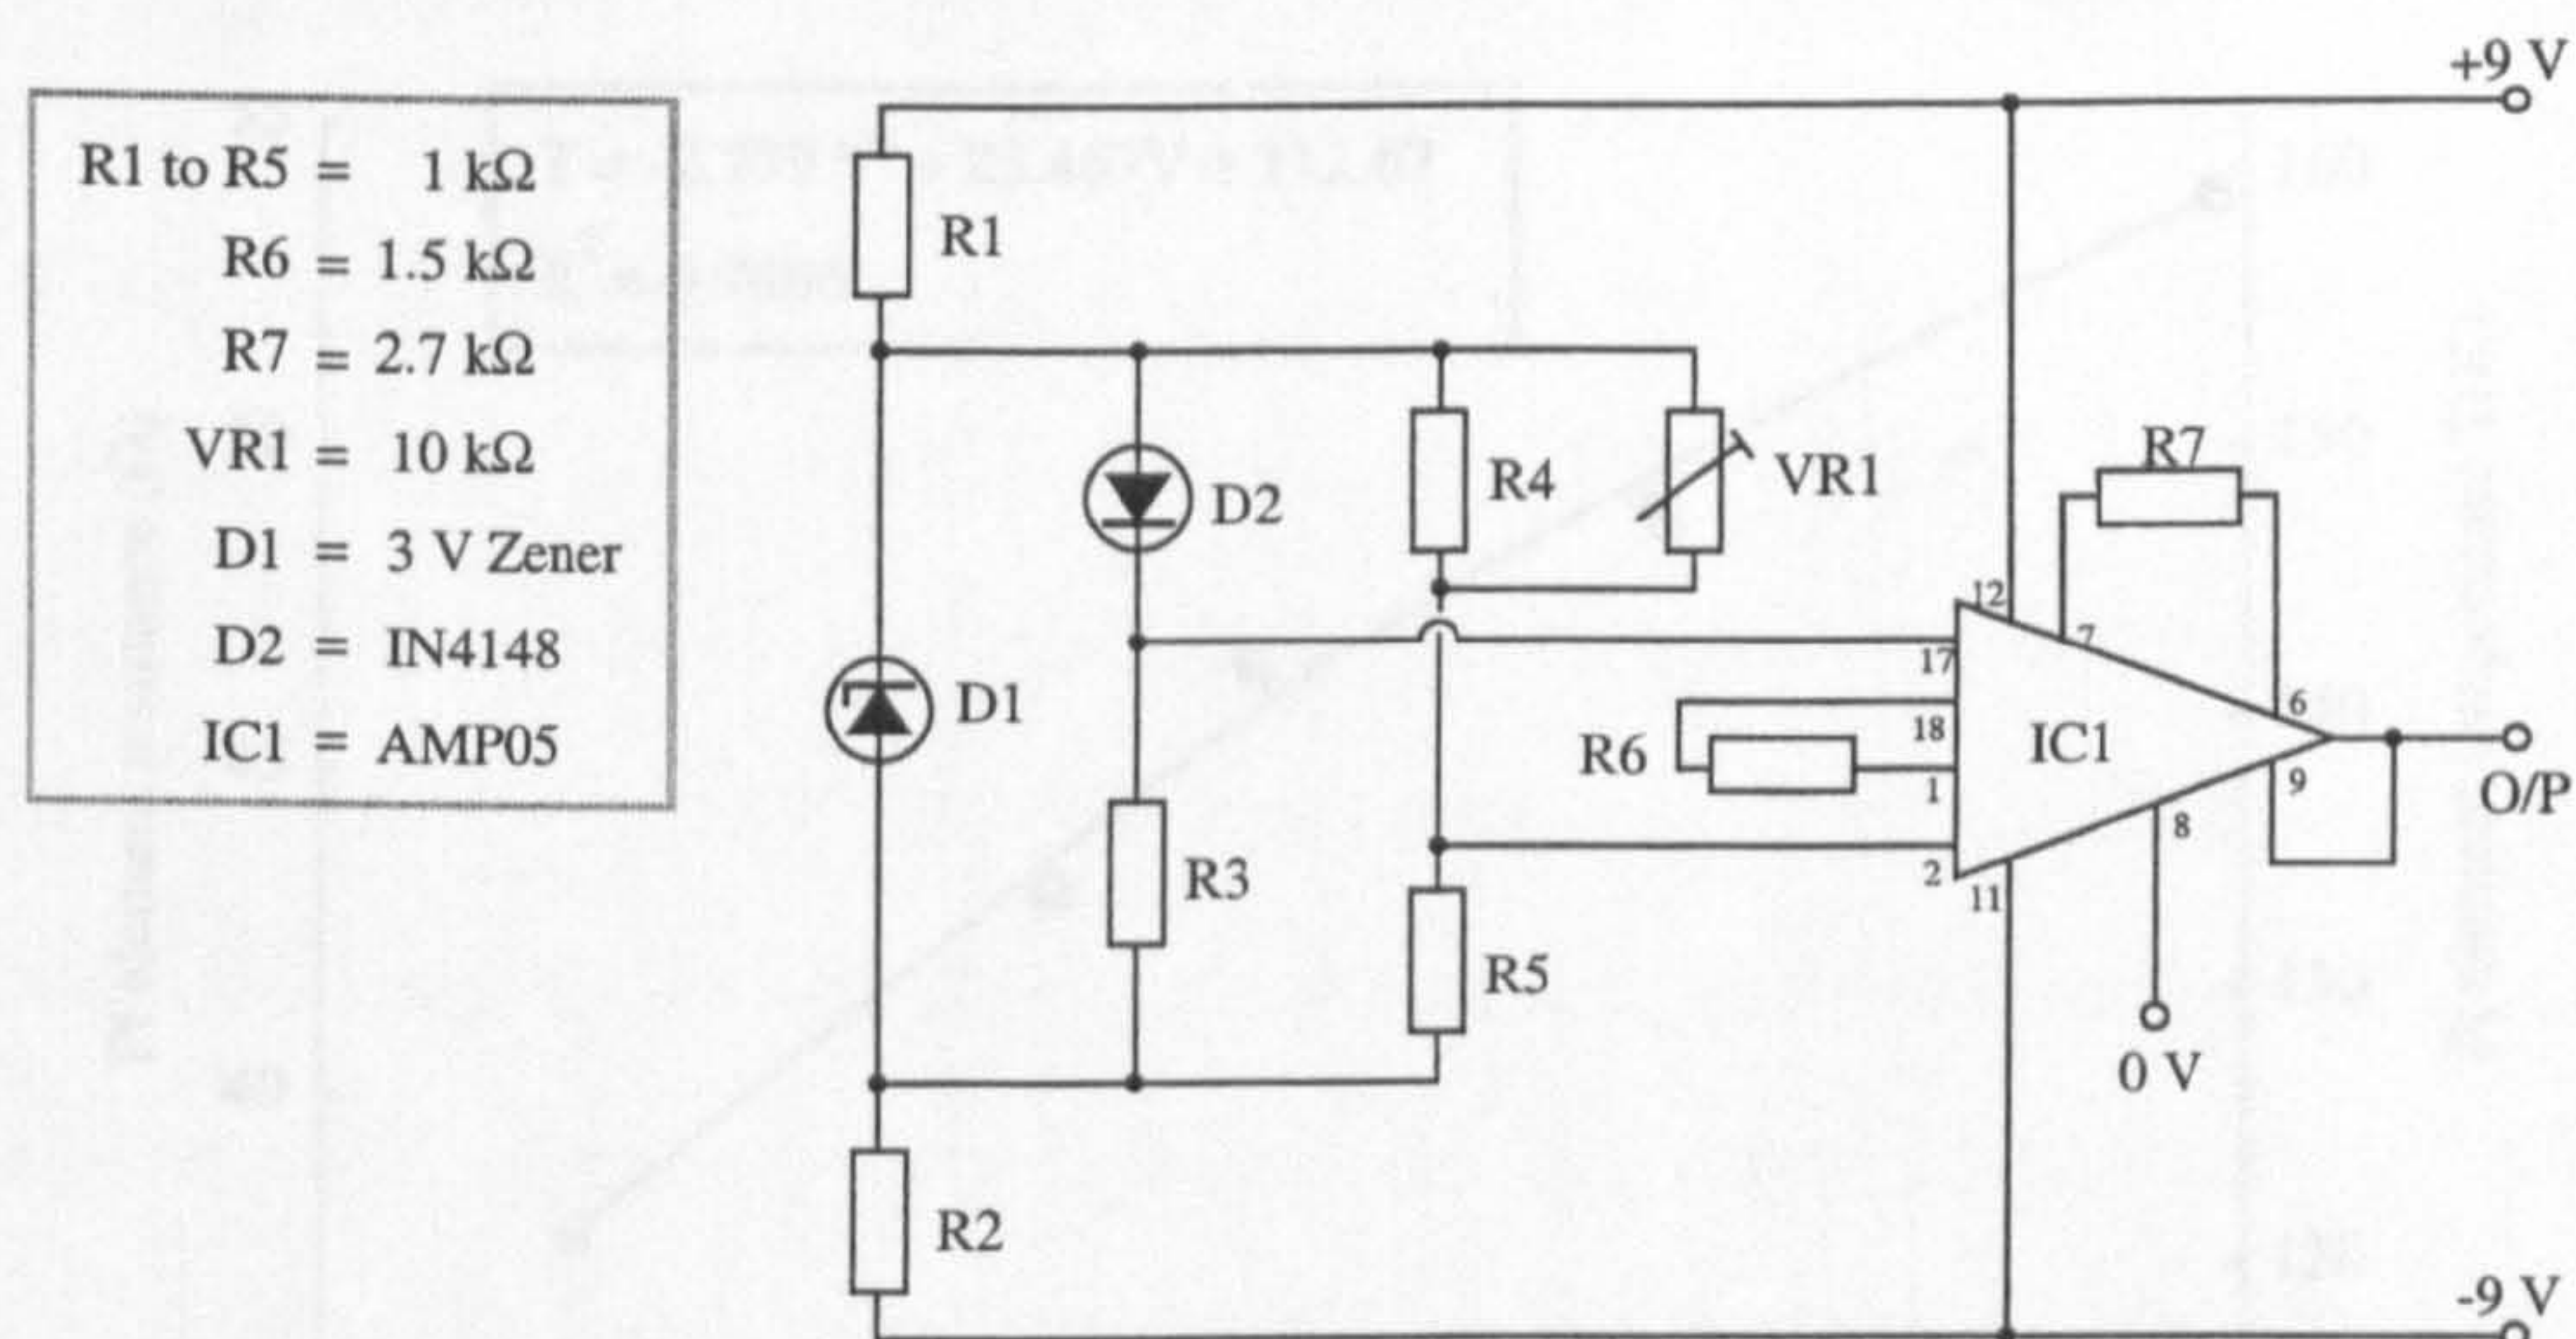 +9 V
R1 to R5 = 1 kΩ
R6 = 1.5 kΩ
R7 = 2.7 kΩ
VR1 = 10 kΩ
D1 = 3 V Zener
D2 = IN4148
IC1 = AMP05
R1
D2
R4
VR1
R7
12
7
17
D1
18
6
R6
IC1
1
9
O/P
8
2
11
R3
R5
0 V
R2
-9 V